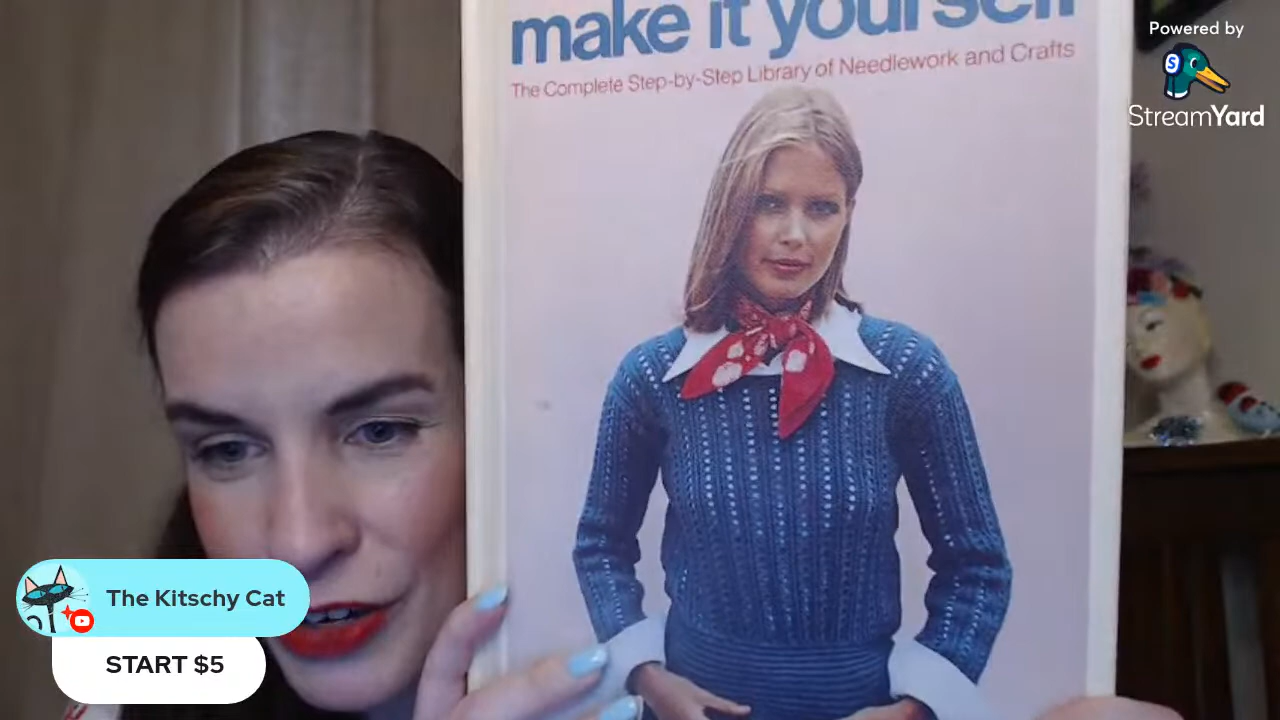 make it yourself
The Complete Step-by-Step Library of Needlework and Crafts
Powered by
S
StreamYard
The Kitschy Cat
START $5